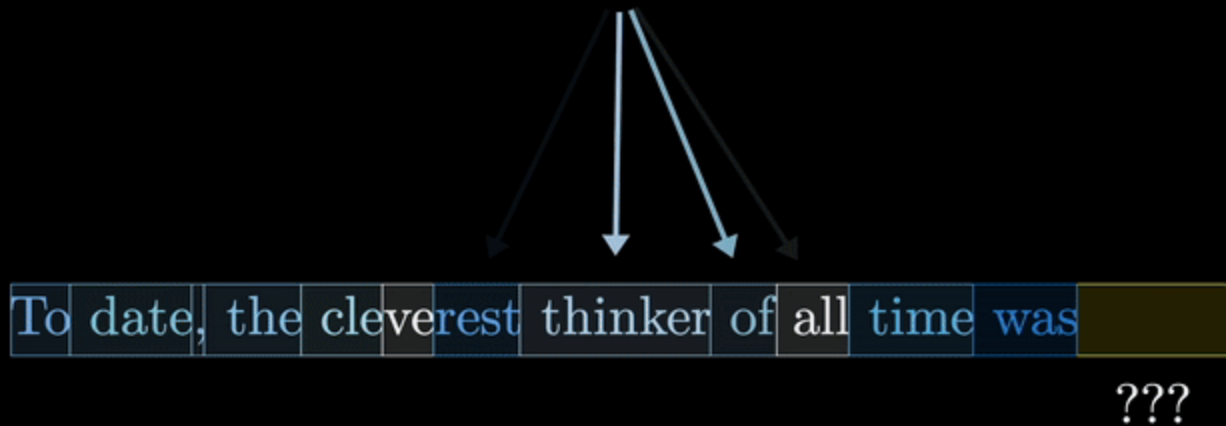 To date, the cleverest thinker of all time was
???